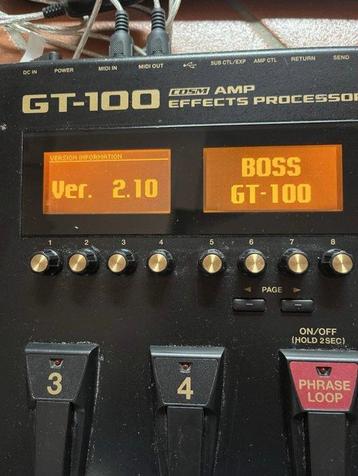 DC IN POWER MIDI IN MIDI OUT SUB CTL/EXP AMP CTL RETURN SEND
GT-100 COSM AMP
EFFECTS PROCESSOR
VERSION INFORMATION
Ver. 2.10
BOSS
GT-100
1 2 3 4 5 6 7 8
PAGE
ON/OFF
(HOLD 2SEC)
3 4 PHRASE
LOOP